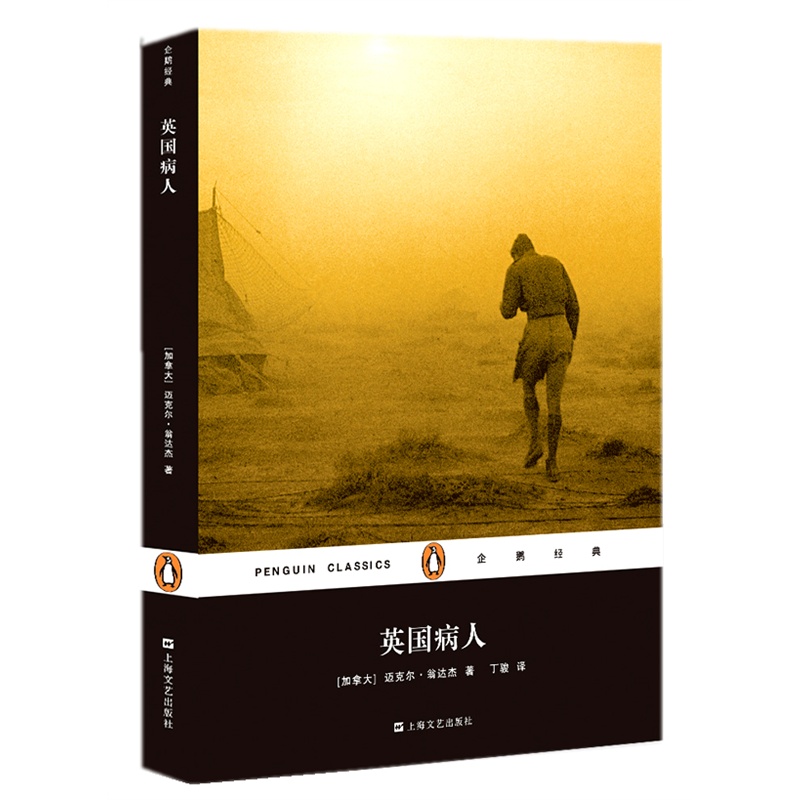 企鹅经典
英国病人
[加拿大] 迈克尔·翁达杰 著
上海文艺出版社
PENGUIN CLASSICS 企鹅经典
英国病人
[加拿大] 迈克尔·翁达杰 著 丁骏 译
上海文艺出版社